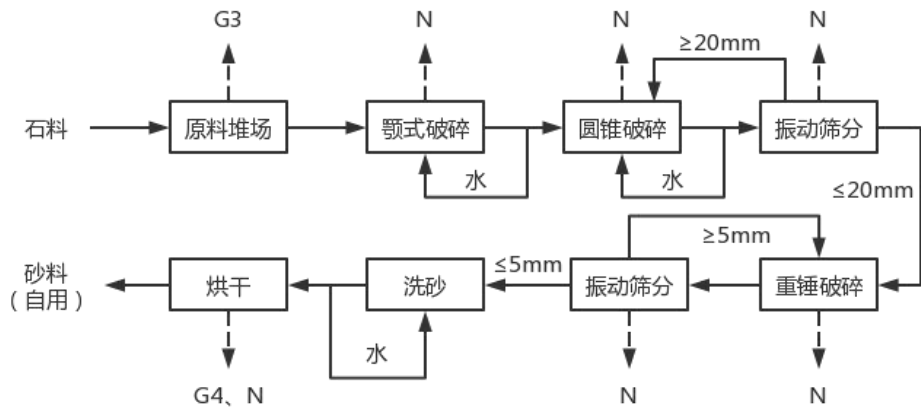 G3
N
N
N
≥20mm
石料
原料堆场
颚式破碎
圆锥破碎
振动筛分
水
水
≤20mm
≥5mm
≤5mm
砂料
（自用）
烘干
洗砂
振动筛分
重锤破碎
水
G4、N
N
N